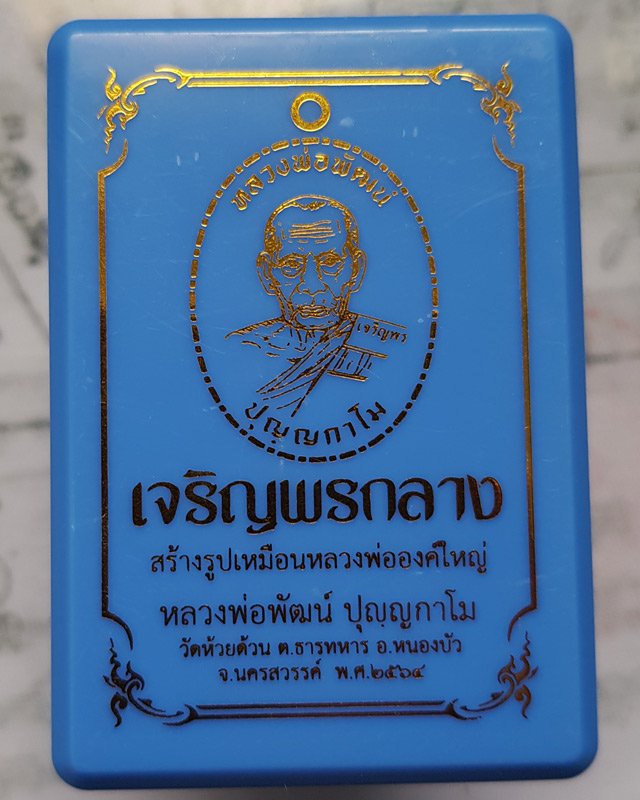 หลวงพ่อพัฒน์
เจริญพร
ปุญฺญกาโม
เจริญพรกลาง
สร้างรูปเหมือนหลวงพ่อองค์ใหญ่
หลวงพ่อพัฒน์ ปุญฺญกาโม
วัดห้วยด้วน ต.ธารทหาร อ.หนองบัว
จ.นครสวรรค์ พ.ศ.๒๕๖๔